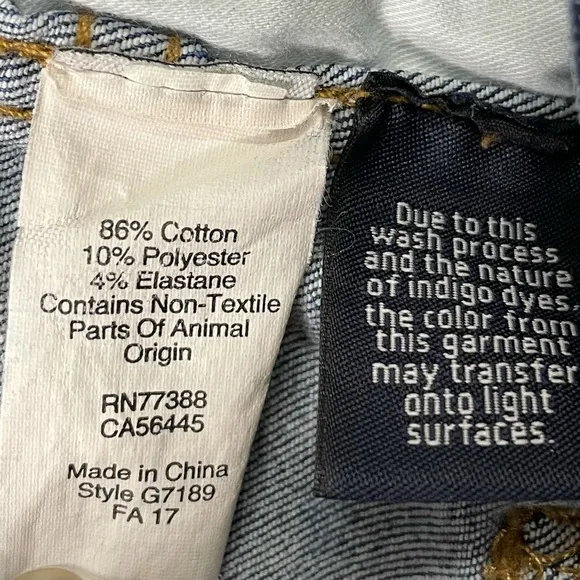 86% Cotton
10% Polyester
4% Elastane
Contains Non-Textile
Parts Of Animal
Origin
RN77388
CA56445
Made in China
Style G7189
FA 17
Due to this
wash process
and the nature
of indigo dyes,
the color from
this garment
may transfer
onto light
surfaces.